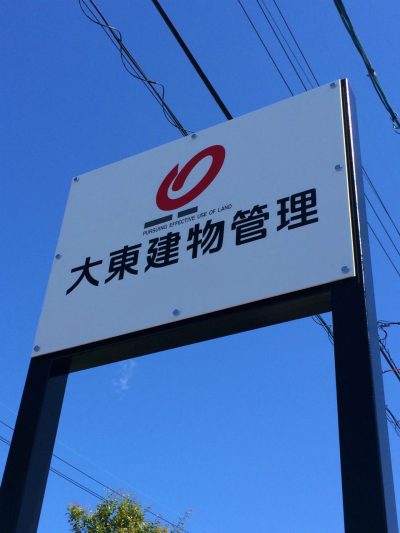 PURSUING EFFECTIVE USE OF LAND
大東建物管理